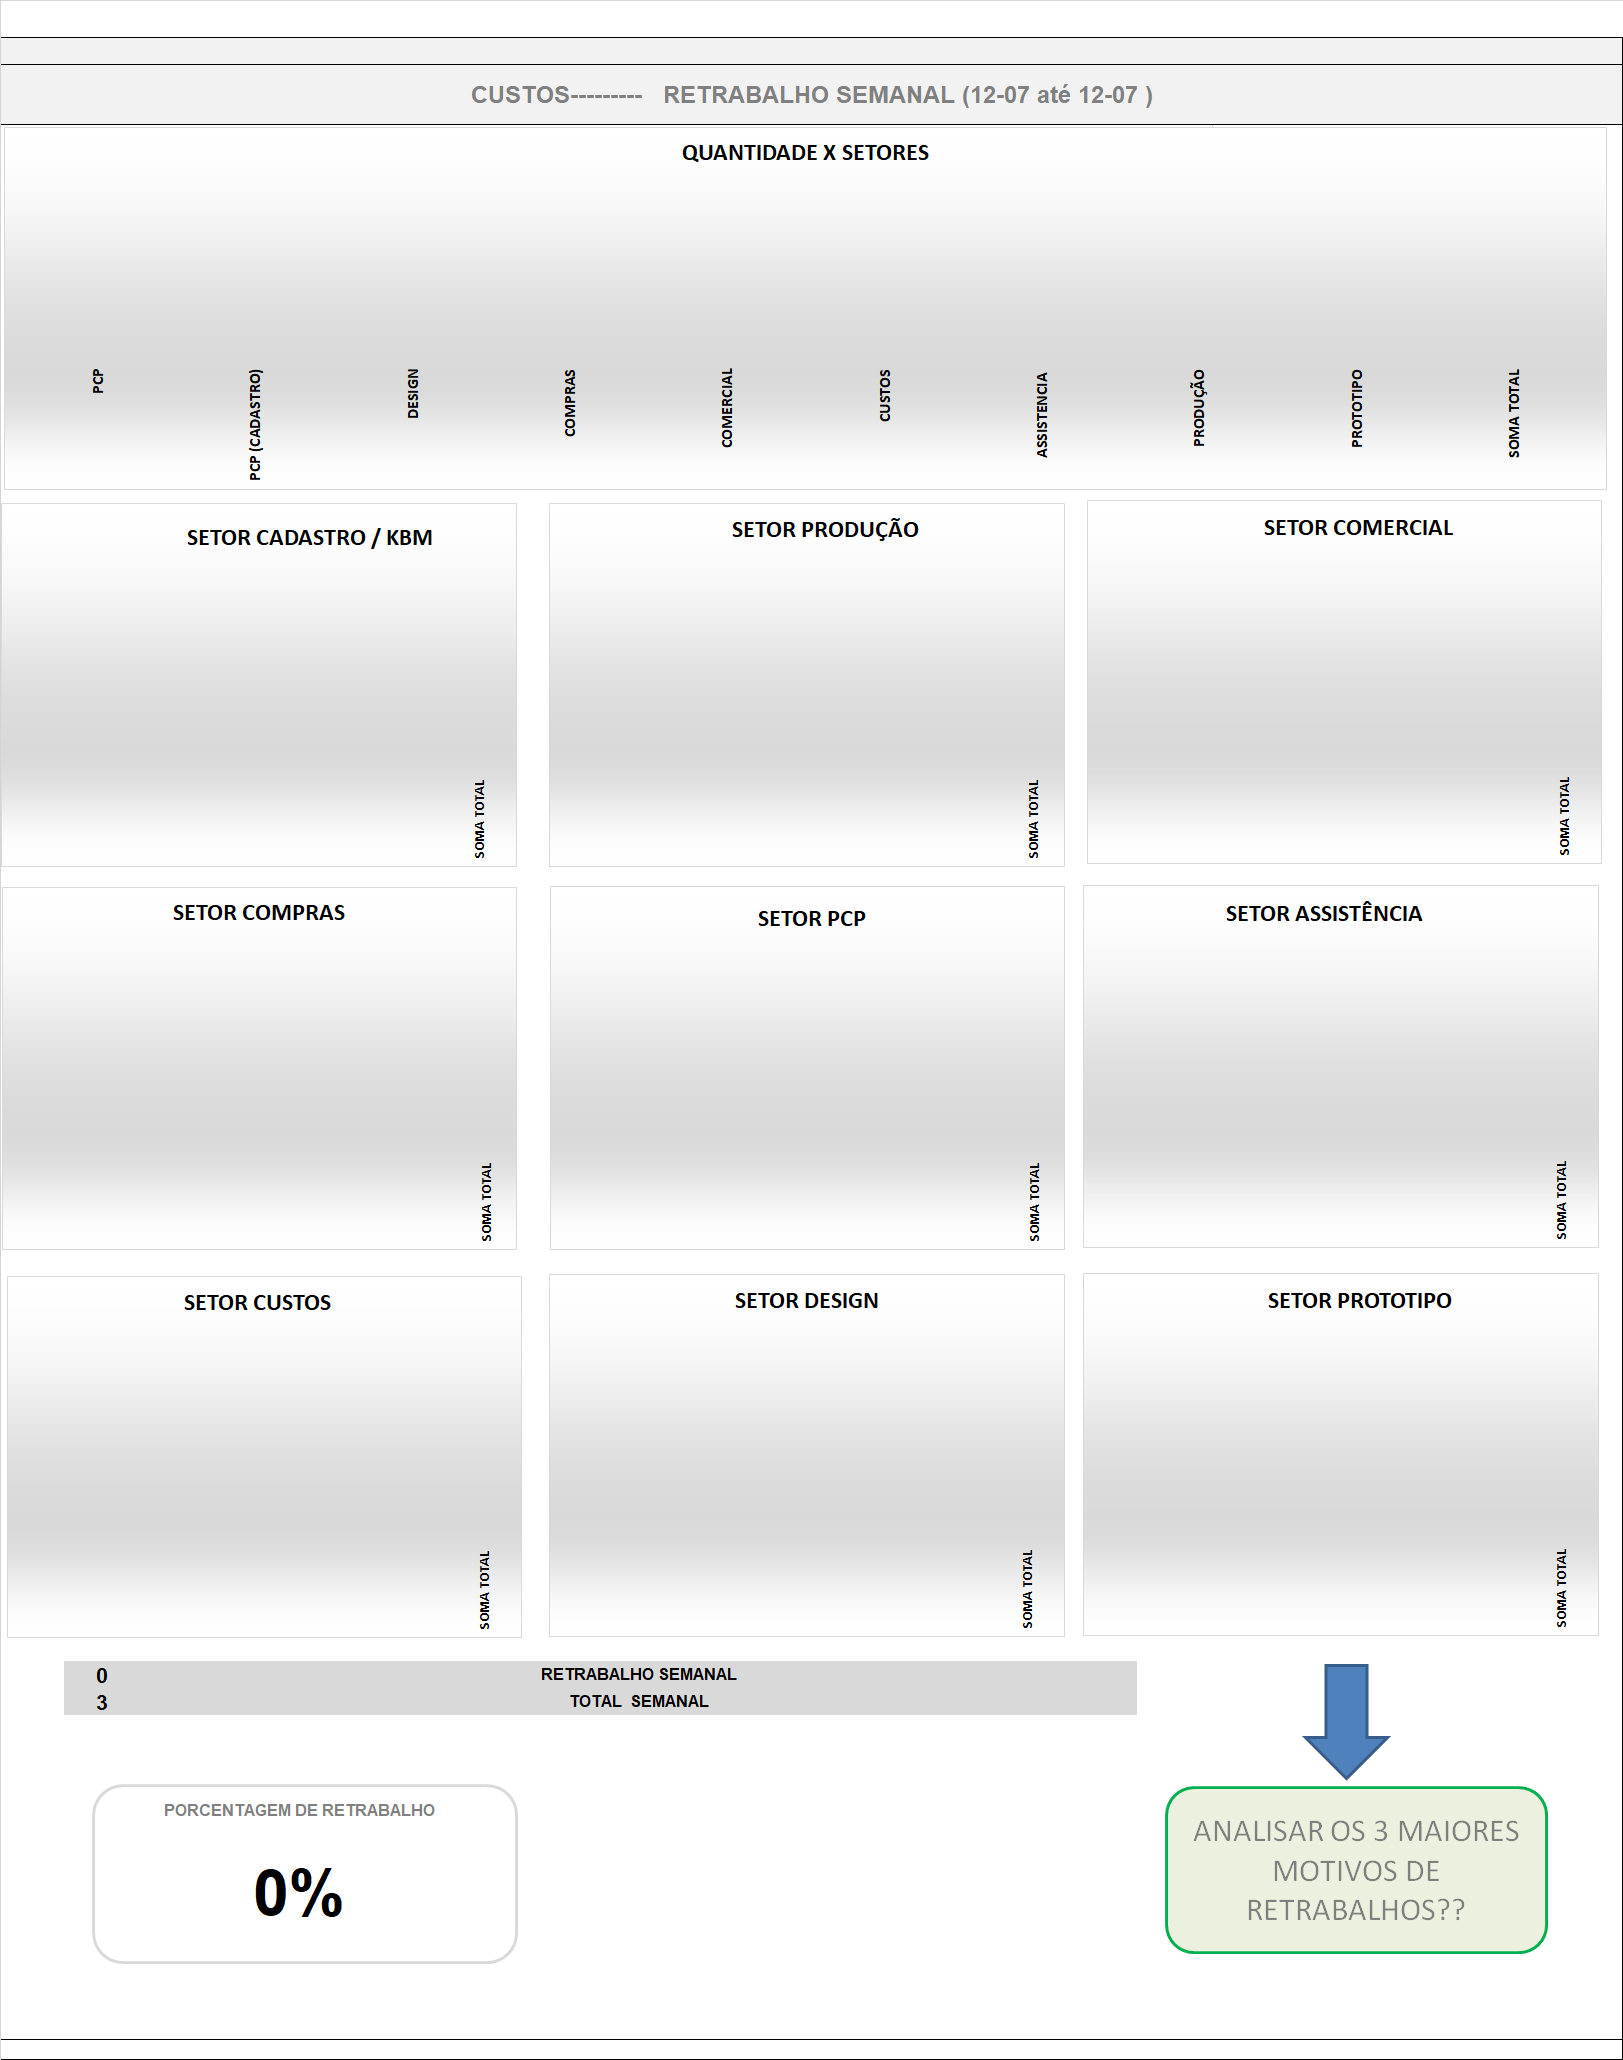 CUSTOS--------- RETRABALHO SEMANAL (12-07 até 12-07 )
QUANTIDADE X SETORES
PCP
PCP (CADASTRO)
DESIGN
COMPRAS
COMERCIAL
CUSTOS
ASSISTENCIA
PRODUÇÃO
PROTOTIPO
SOMA TOTAL
SETOR CADASTRO / KBM
SOMA TOTAL
SETOR PRODUÇÃO
SOMA TOTAL
SETOR COMERCIAL
SOMA TOTAL
SETOR COMPRAS
SOMA TOTAL
SETOR PCP
SOMA TOTAL
SETOR ASSISTÊNCIA
SOMA TOTAL
SETOR CUSTOS
SOMA TOTAL
SETOR DESIGN
SOMA TOTAL
SETOR PROTOTIPO
SOMA TOTAL
0 RETRABALHO SEMANAL
3 TOTAL SEMANAL
PORCENTAGEM DE RETRABALHO
0%
ANALISAR OS 3 MAIORES
MOTIVOS DE
RETRABALHOS??